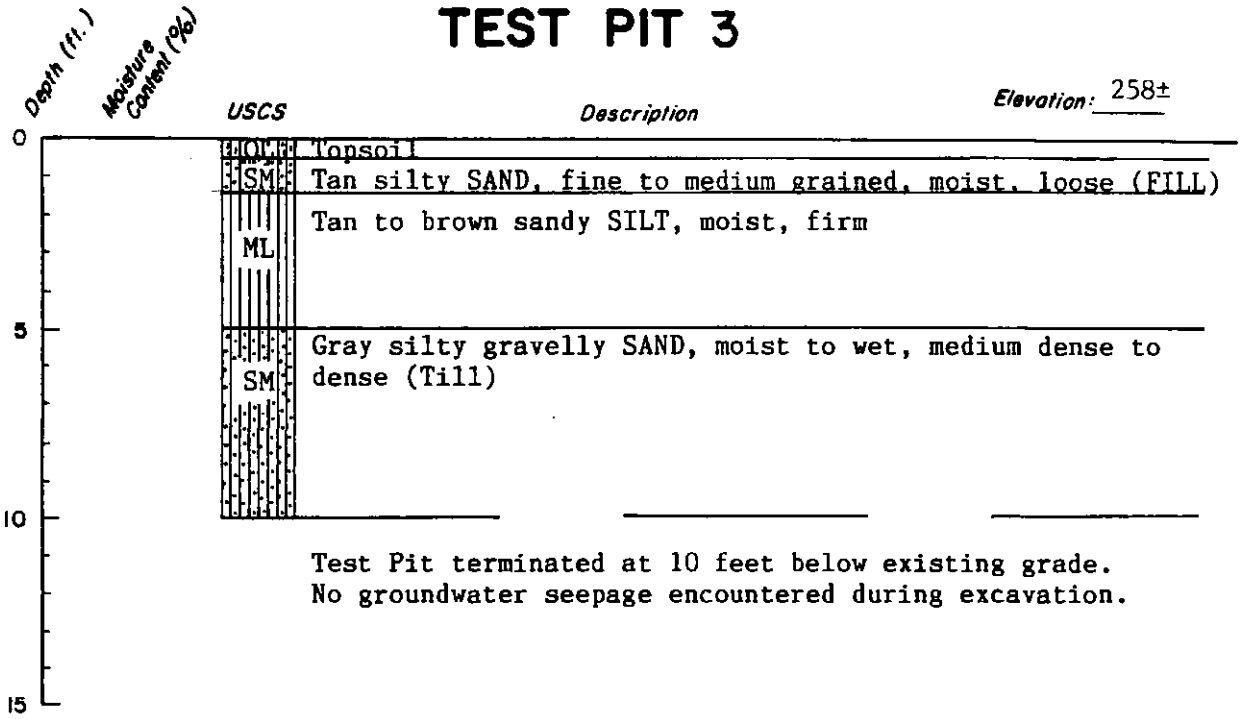 TEST PIT 3
Depth (ft.)
Moisture
Content (%)
USCS
Description
Elevation: 258±
0
OL Topsoil
SM Tan silty SAND, fine to medium grained, moist, loose (FILL)
Tan to brown sandy SILT, moist, firm
ML
5
Gray silty gravelly SAND, moist to wet, medium dense to
SM dense (Till)
10
Test Pit terminated at 10 feet below existing grade.
No groundwater seepage encountered during excavation.
15